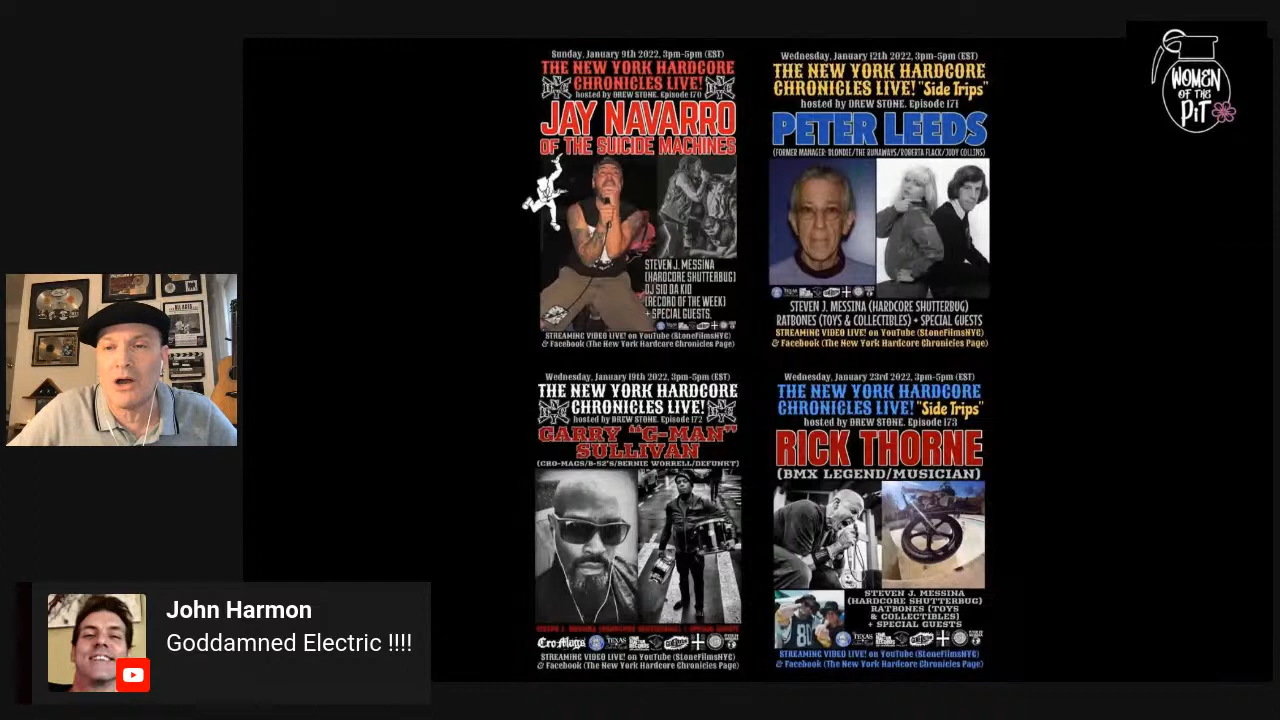 Sunday, January 9th 2022, 3pm-5pm (EST)
THE NEW YORK HARDCORE
CHRONICLES LIVE!
hosted by DREW STONE. Episode 170
JAY NAVARRO
OF THE SUICIDE MACHINES
STEVEN J. MESSINA
(HARDCORE SHUTTERBUG)
DJ SID DA KID
(RECORD OF THE WEEK)
+ SPECIAL GUESTS.
STREAMING VIDEO LIVE! on YouTube (StoneFilmsNYC)
& Facebook (The New York Hardcore Chronicles Page)
Wednesday, January 12th 2022, 3pm-5pm (EST)
THE NEW YORK HARDCORE
CHRONICLES LIVE! "Side Trips"
hosted by DREW STONE. Episode 171
PETER LEEDS
(FORMER MANAGER: BLONDIE/THE RUNAWAYS/ROBERTA FLACK/JUDY COLLINS)
STEVEN J. MESSINA (HARDCORE SHUTTERBUG)
RATBONES (TOYS & COLLECTIBLES) + SPECIAL GUESTS
STREAMING VIDEO LIVE! on YouTube (StoneFilmsNYC)
& Facebook (The New York Hardcore Chronicles Page)
WOMEN
OF THE
PiT
Wednesday, January 19th 2022, 3pm-5pm (EST)
THE NEW YORK HARDCORE
CHRONICLES LIVE!
hosted by DREW STONE. Episode 172
GARRY "G-MAN"
SULLIVAN
(CRO-MAGS/B-52'S/BERNIE WORRELL/DEFUNKT)
Cro-Mags
STREAMING VIDEO LIVE! on YouTube (StoneFilmsNYC)
& Facebook (The New York Hardcore Chronicles Page)
Wednesday, January 23rd 2022, 3pm-5pm (EST)
THE NEW YORK HARDCORE
CHRONICLES LIVE! "Side Trips"
hosted by DREW STONE. Episode 173
RICK THORNE
(BMX LEGEND/MUSICIAN)
STEVEN J. MESSINA
(HARDCORE SHUTTERBUG)
RATBONES (TOYS
& COLLECTIBLES)
+ SPECIAL GUESTS
STREAMING VIDEO LIVE! on YouTube (StoneFilmsNYC)
& Facebook (The New York Hardcore Chronicles Page)
John Harmon
Goddamned Electric !!!!